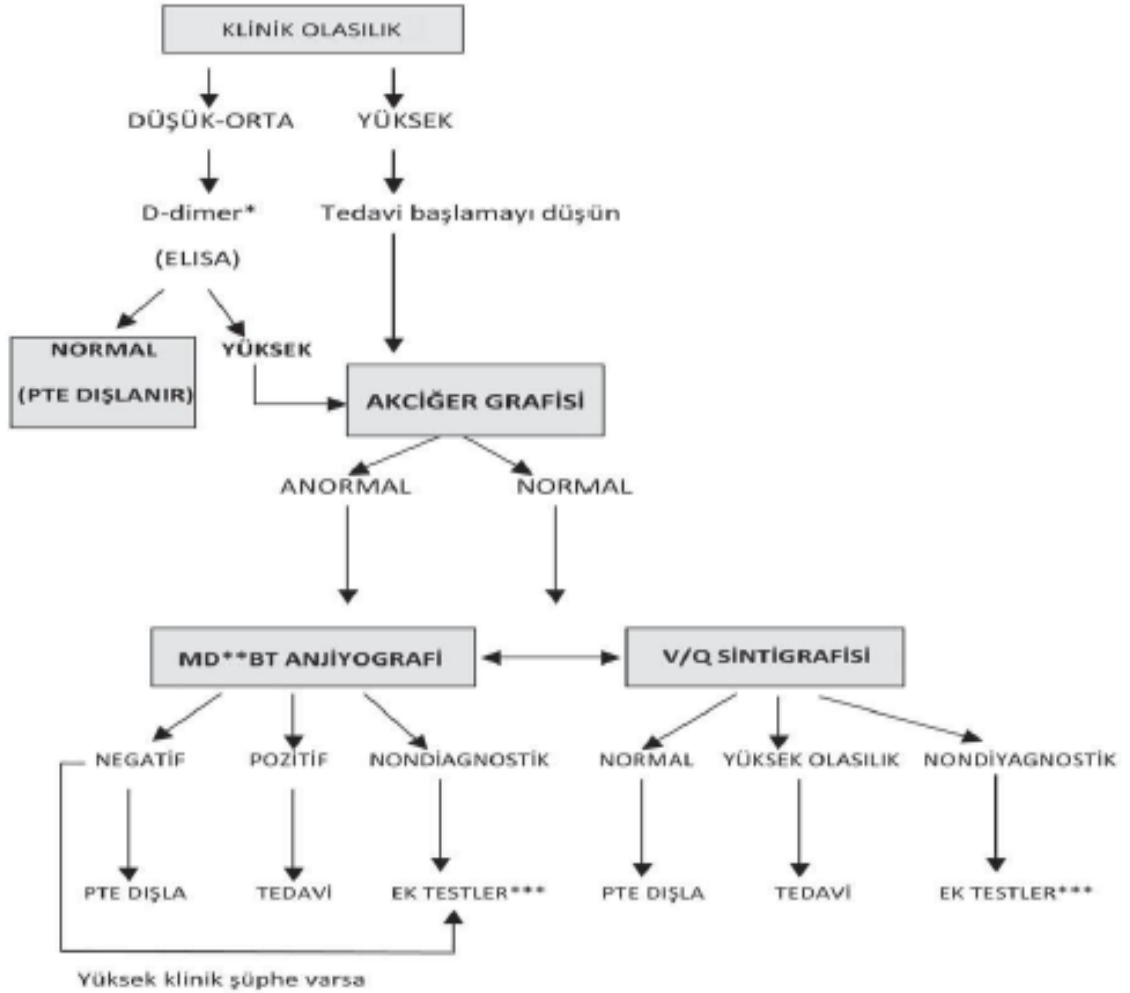 KLİNİK OLASILIK
DÜŞÜK-ORTA YÜKSEK
D-dimer* Tedavi başlamayı düşün
(ELISA)
NORMAL YÜKSEK
(PTE DIŞLANIR)
AKCİĞER GRAFİSİ
ANORMAL NORMAL
MD**BT ANJİYOGRAFİ V/Q SİNTİGRAFİSİ
NEGATİF POZİTİF NONDİAGNOSTİK NORMAL YÜKSEK OLASILIK NONDİYAGNOSTİK
PTE DIŞLA TEDAVİ EK TESTLER*** PTE DIŞLA TEDAVİ EK TESTLER***
Yüksek klinik şüphe varsa